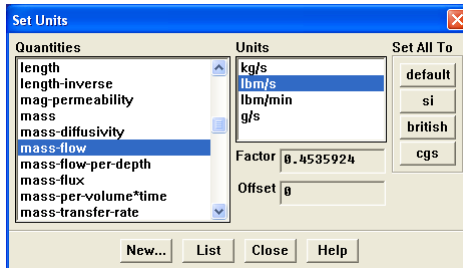 Set Units
Quantities
length
length-inverse
mag-permeability
mass
mass-diffusivity
mass-flow
mass-flow-per-depth
mass-flux
mass-per-volume*time
mass-transfer-rate
Units
kg/s
lbm/s
lbm/min
g/s
Factor 0.4535924
Offset 0
Set All To
default
si
british
cgs
New... List Close Help